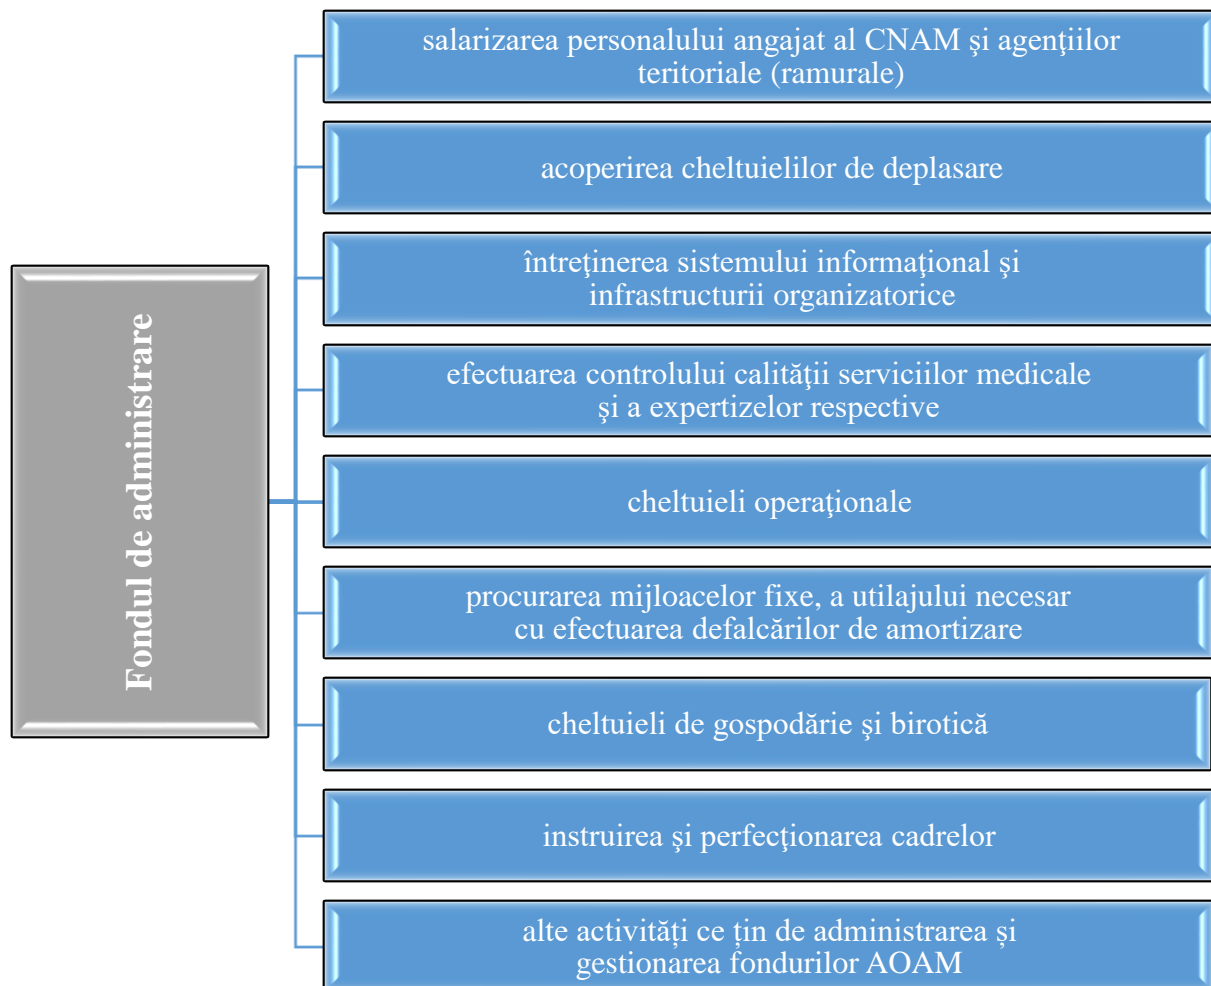 Fondul de administrare
salarizarea personalului angajat al CNAM şi agenţiilor
teritoriale (ramurale)
acoperirea cheltuielilor de deplasare
întreţinerea sistemului informaţional şi
infrastructurii organizatorice
efectuarea controlului calităţii serviciilor medicale
şi a expertizelor respective
cheltuieli operaţionale
procurarea mijloacelor fixe, a utilajului necesar
cu efectuarea defalcărilor de amortizare
cheltuieli de gospodărie şi birotică
instruirea şi perfecţionarea cadrelor
alte activități ce țin de administrarea și
gestionarea fondurilor AOAM